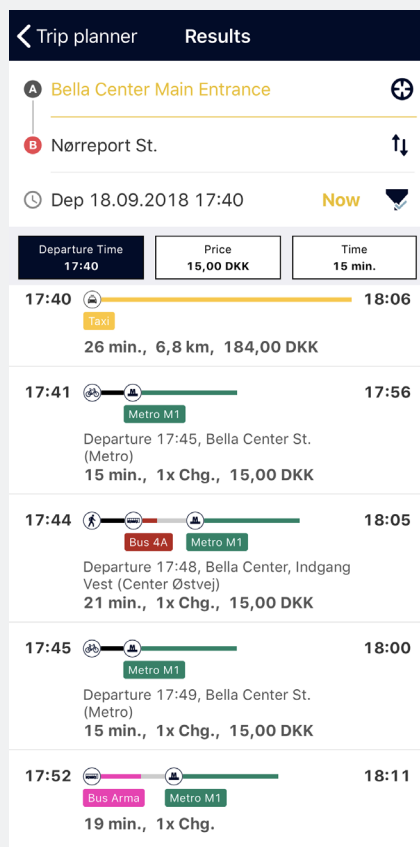 Trip planner Results
A Bella Center Main Entrance
B Nørreport St.
Dep 18.09.2018 17:40 Now
Departure Time Price Time
17:40 15,00 DKK 15 min.
17:40 18:06
Taxi
26 min., 6,8 km, 184,00 DKK
17:41 17:56
Metro M1
Departure 17:45, Bella Center St.
(Metro)
15 min., 1x Chg., 15,00 DKK
17:44 18:05
Bus 4A Metro M1
Departure 17:48, Bella Center, Indgang
Vest (Center Østvej)
21 min., 1x Chg., 15,00 DKK
17:45 18:00
Metro M1
Departure 17:49, Bella Center St.
(Metro)
15 min., 1x Chg., 15,00 DKK
17:52 18:11
Bus Arma Metro M1
19 min., 1x Chg.